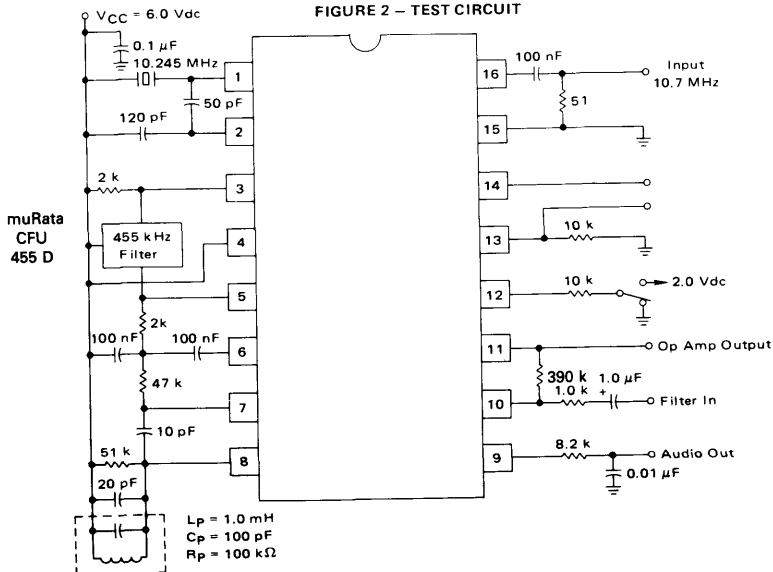 FIGURE 2 – TEST CIRCUIT
VCC = 6.0 Vdc
0.1 µF
10.245 MHz
50 pF
120 pF
2 k
muRata
CFU
455 D
455 kHz
Filter
2k
100 nF
100 nF
47 k
10 pF
51 k
20 pF
Lp = 1.0 mH
Cp = 100 pF
Rp = 100 kΩ
1
2
3
4
5
6
7
8
16
15
14
13
12
11
10
9
100 nF
Input
10.7 MHz
51
10 k
10 k
2.0 Vdc
Op Amp Output
390 k
1.0 µF
+
1.0 k
Filter In
8.2 k
Audio Out
0.01 µF